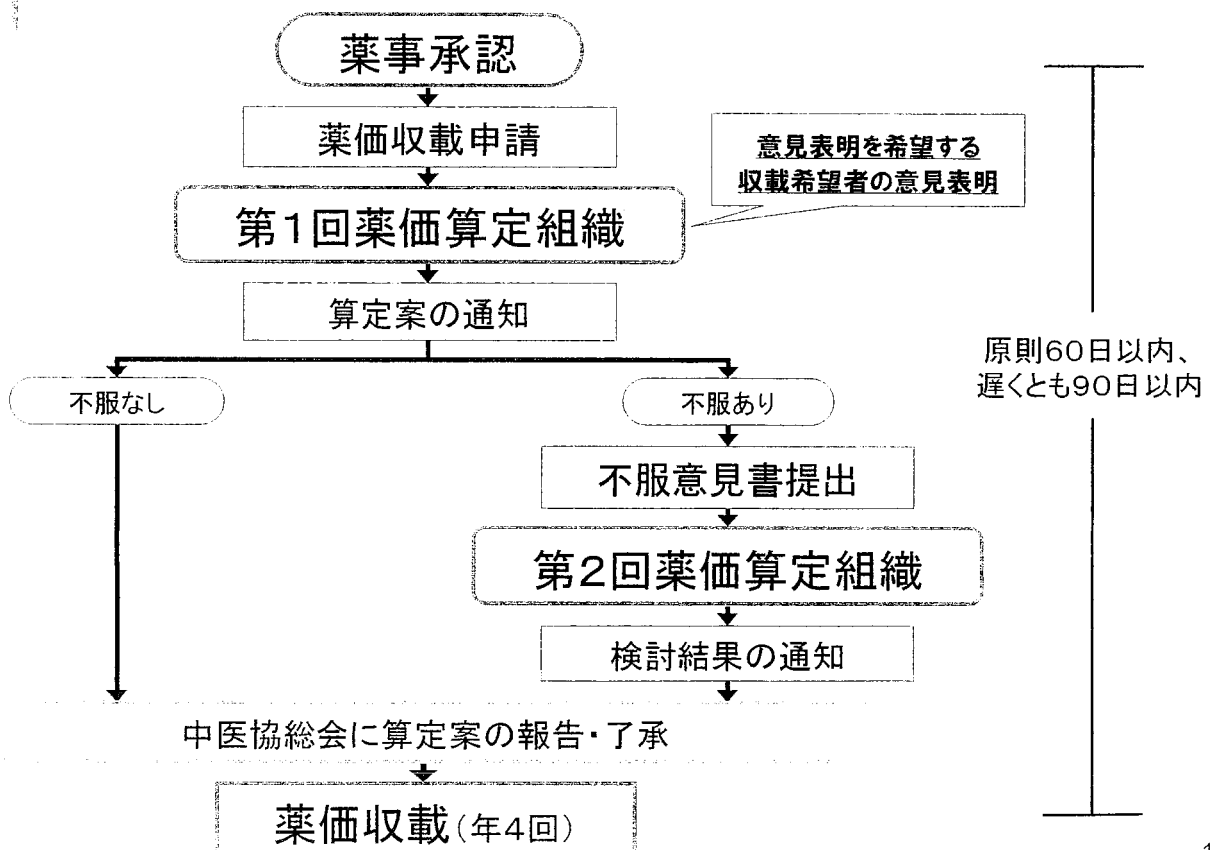 薬事承認
薬価収載申請
意見表明を希望する
収載希望者の意見表明
第1回薬価算定組織
算定案の通知
原則60日以内、
遅くとも90日以内
不服なし
不服あり
不服意見書提出
第2回薬価算定組織
検討結果の通知
中医協総会に算定案の報告・了承
薬価収載(年4回)